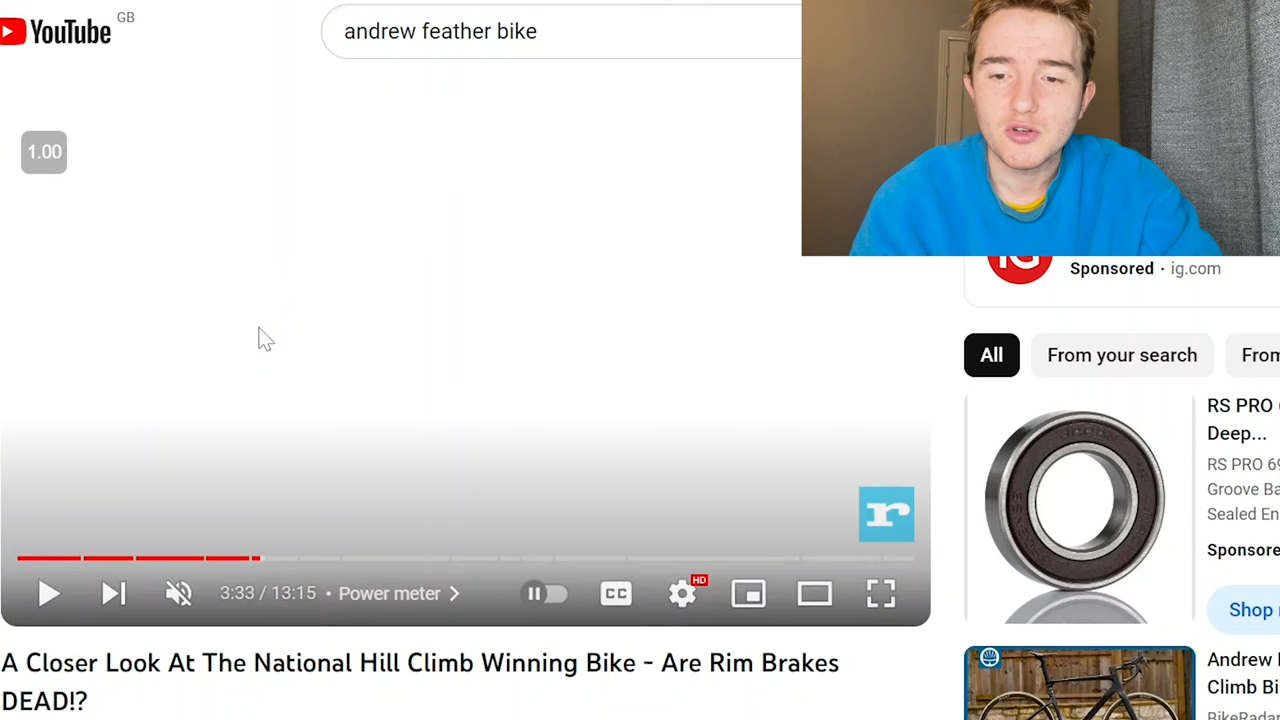 YouTube GB
andrew feather bike
1.00
Sponsored · ig.com
All
From your search
From
RS PRO
Deep...
RS PRO 69
Groove Ba
Sealed En
Sponsore
Shop
r
3:33 / 13:15 • Power meter
CC
HD
A Closer Look At The National Hill Climb Winning Bike - Are Rim Brakes
DEAD!?
Andrew
Climb Bi
BikeRadar